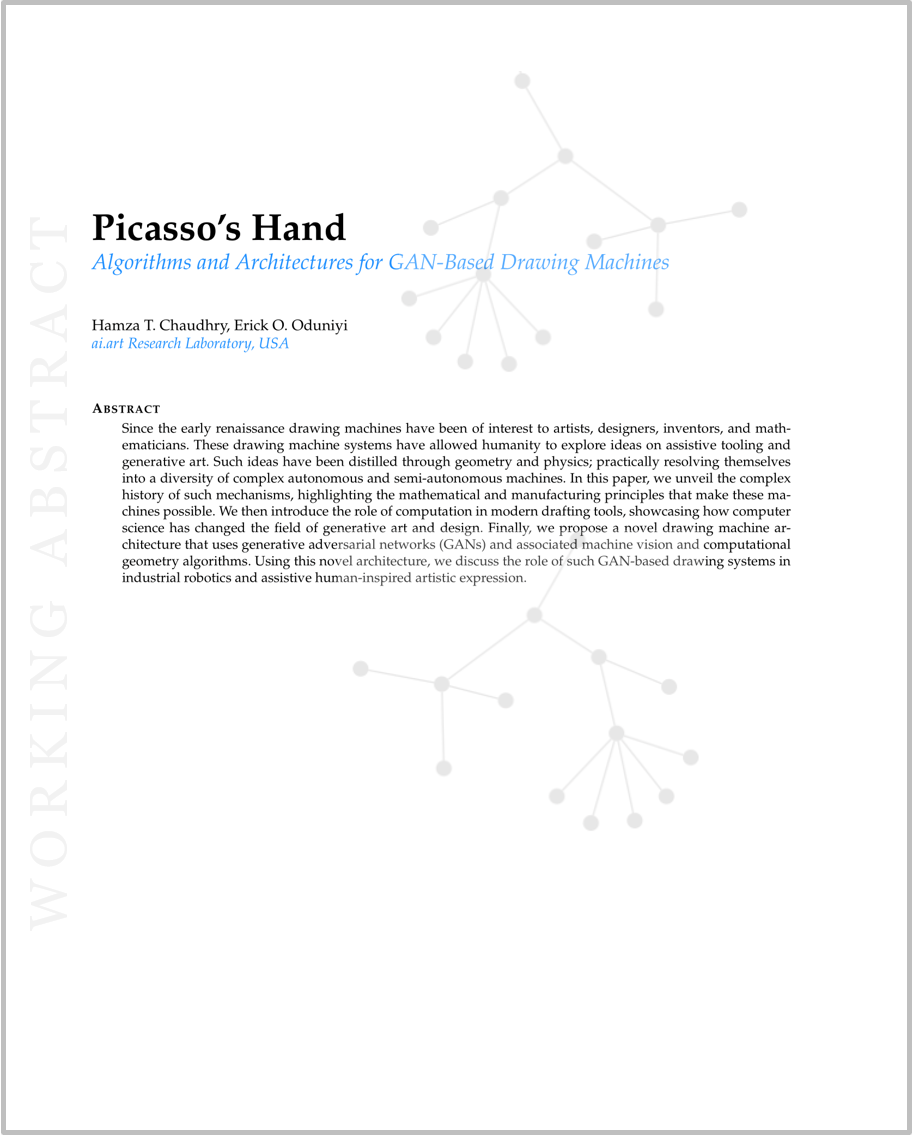 WORKING ABSTRACT
Picasso's Hand
Algorithms and Architectures for GAN-Based Drawing Machines
Hamza T. Chaudhry, Erick O. Oduniyi
ai.art Research Laboratory, USA
ABSTRACT
Since the early renaissance drawing machines have been of interest to artists, designers, inventors, and math-
ematicians. These drawing machine systems have allowed humanity to explore ideas on assistive tooling and
generative art. Such ideas have been distilled through geometry and physics; practically resolving themselves
into a diversity of complex autonomous and semi-autonomous machines. In this paper, we unveil the complex
history of such mechanisms, highlighting the mathematical and manufacturing principles that make these ma-
chines possible. We then introduce the role of computation in modern drafting tools, showcasing how computer
science has changed the field of generative art and design. Finally, we propose a novel drawing machine ar-
chitecture that uses generative adversarial networks (GANs) and associated machine vision and computational
geometry algorithms. Using this novel architecture, we discuss the role of such GAN-based drawing systems in
industrial robotics and assistive human-inspired artistic expression.